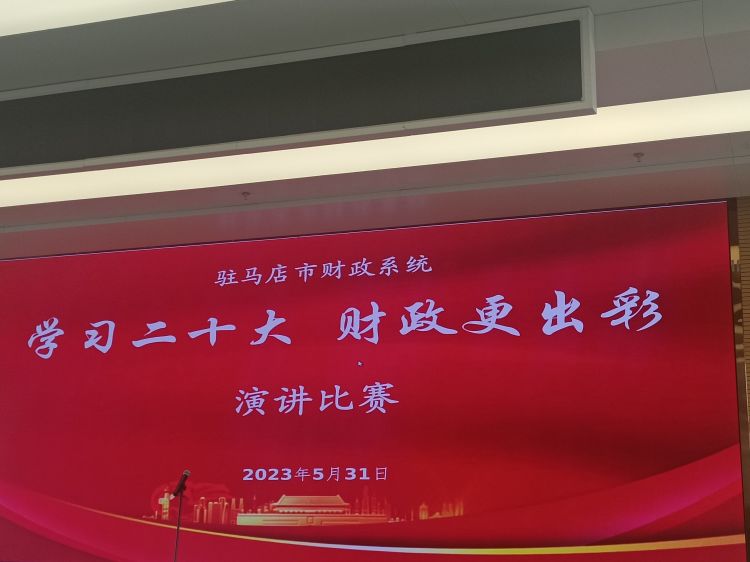 驻马店市财政系统
学习二十大 财政更出彩
演讲比赛
2023年5月31日